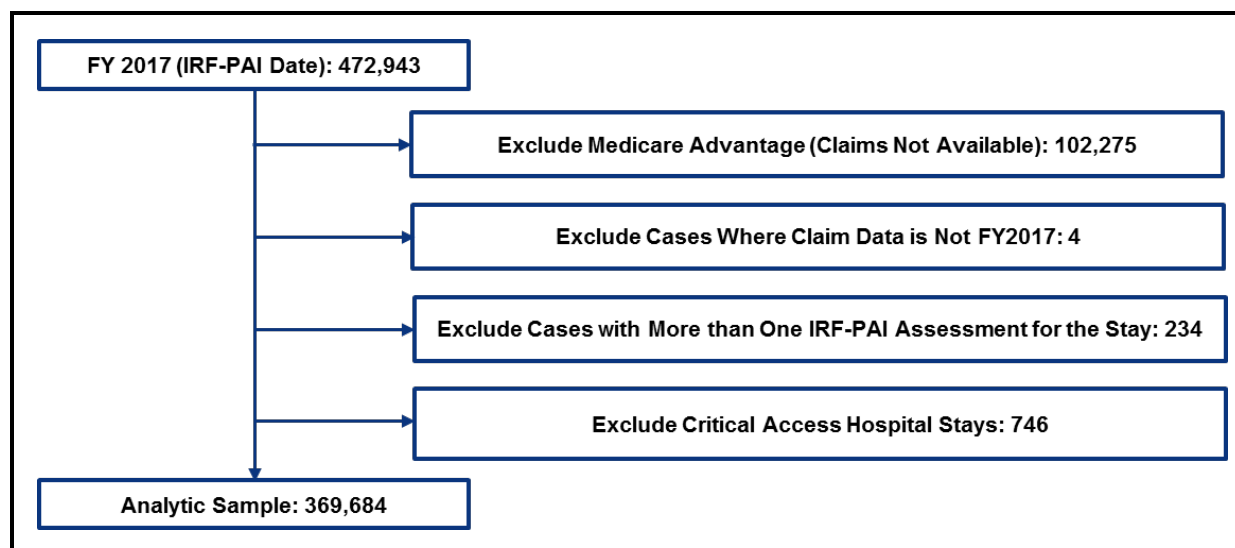 FY 2017 (IRF-PAI Date): 472,943
Exclude Medicare Advantage (Claims Not Available): 102,275
Exclude Cases Where Claim Data is Not FY2017: 4
Exclude Cases with More than One IRF-PAI Assessment for the Stay: 234
Exclude Critical Access Hospital Stays: 746
Analytic Sample: 369,684